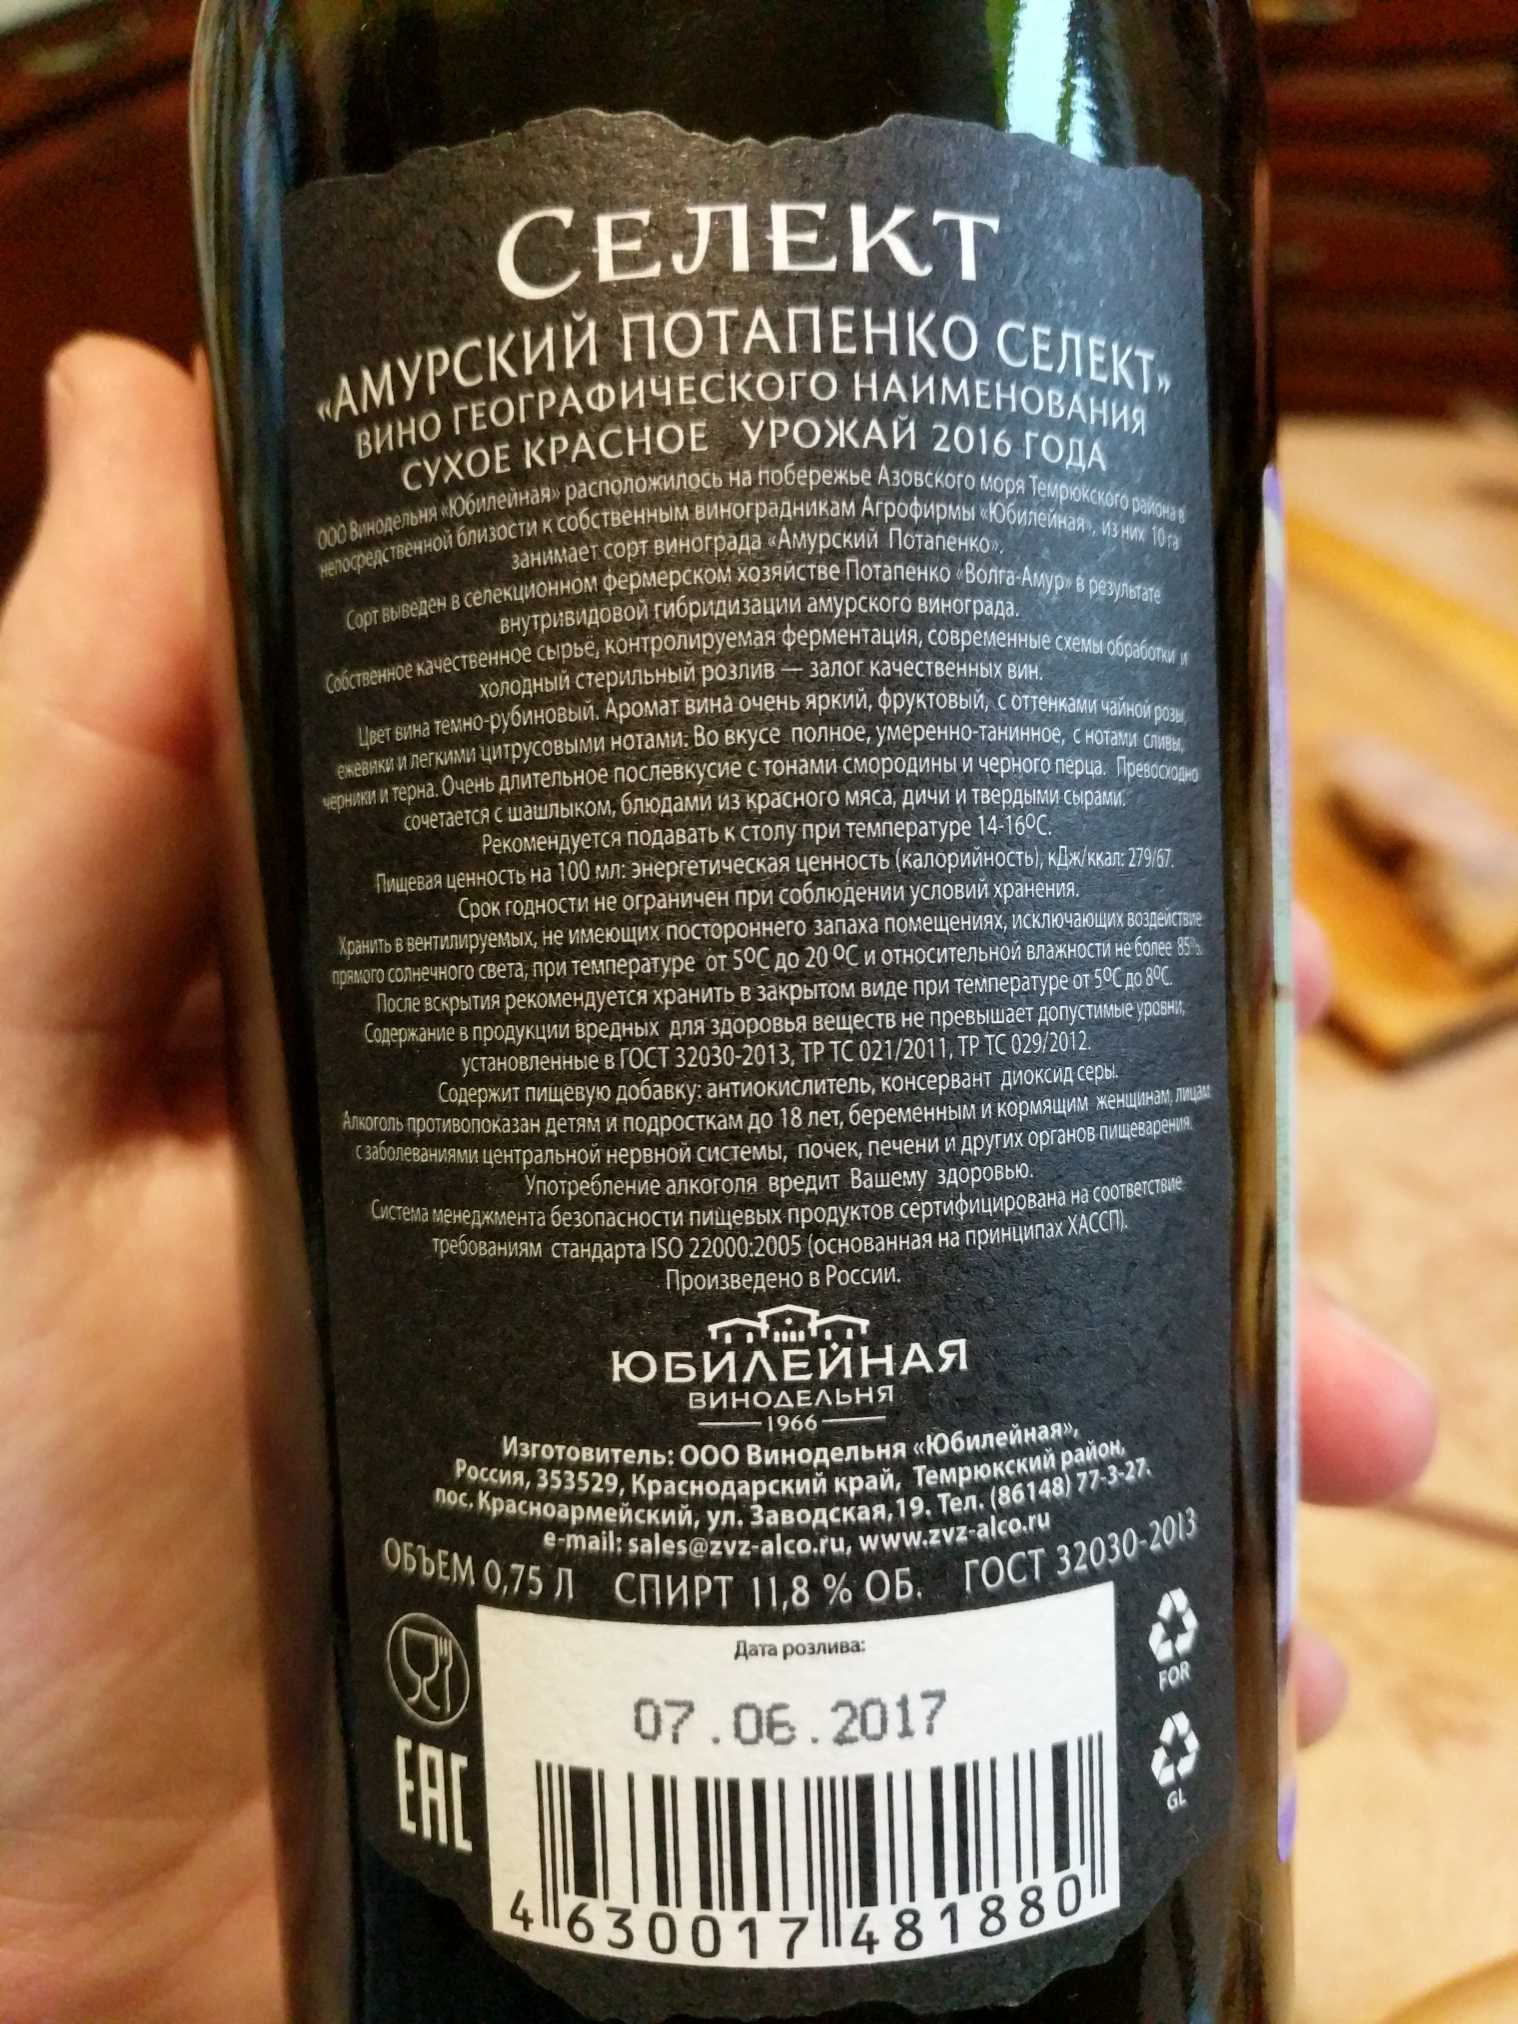 СЕЛЕКТ
«АМУРСКИЙ ПОТАПЕНКО СЕЛЕКТ»
ВИНО ГЕОГРАФИЧЕСКОГО НАИМЕНОВАНИЯ
СУХОЕ КРАСНОЕ УРОЖАЙ 2016 ГОДА
ООО Винодельня «Юбилейная» расположилось на побережье Азовского моря Темрюкского района в
непосредственной близости к собственным виноградникам Агрофирмы «Юбилейная», из них 10 га
занимает сорт винограда «Амурский Потапенко».
Сорт выведен в селекционном фермерском хозяйстве Потапенко «Волга-Амур» в результате
внутривидовой гибридизации амурского винограда.
Собственное качественное сырьё, контролируемая ферментация, современные схемы обработки и
холодный стерильный розлив — залог качественных вин.
Цвет вина темно-рубиновый. Аромат вина очень яркий, фруктовый, с оттенками чайной розы,
ежевики и легкими цитрусовыми нотами. Во вкусе полное, умеренно-танинное, с нотами сливы,
черники и терна. Очень длительное послевкусие с тонами смородины и черного перца. Превосходно
сочетается с шашлыком, блюдами из красного мяса, дичи и твердыми сырами.
Рекомендуется подавать к столу при температуре 14-16ºС.
Пищевая ценность на 100 мл: энергетическая ценность (калорийность), кДж/ккал: 279/67.
Срок годности не ограничен при соблюдении условий хранения.
Хранить в вентилируемых, не имеющих постороннего запаха помещениях, исключающих воздействие
прямого солнечного света, при температуре от 5ºС до 20 ºС и относительной влажности не более 85%.
После вскрытия рекомендуется хранить в закрытом виде при температуре от 5ºС до 8ºС.
Содержание в продукции вредных для здоровья веществ не превышает допустимые уровни,
установленные в ГОСТ 32030-2013, ТР ТС 021/2011, ТР ТС 029/2012.
Содержит пищевую добавку: антиокислитель, консервант диоксид серы.
Алкоголь противопоказан детям и подросткам до 18 лет, беременным и кормящим женщинам, лицам
с заболеваниями центральной нервной системы, почек, печени и других органов пищеварения.
Употребление алкоголя вредит Вашему здоровью.
Система менеджмента безопасности пищевых продуктов сертифицирована на соответствие
требованиям стандарта ISO 22000:2005 (основанная на принципах ХАССП).
Произведено в России.
ЮБИЛЕЙНАЯ
ВИНОДЕЛЬНЯ
1966
Изготовитель: ООО Винодельня «Юбилейная»,
Россия, 353529, Краснодарский край, Темрюкский район,
пос. Красноармейский, ул. Заводская,19. Тел. (86148) 77-3-27.
e-mail: sales@zvz-alco.ru, www.zvz-alco.ru
ОБЪЕМ 0,75 Л СПИРТ 11,8 % ОБ. ГОСТ 32030-2013
Дата розлива:
07.06.2017
FOR
GL
EAC
4 630017 481880